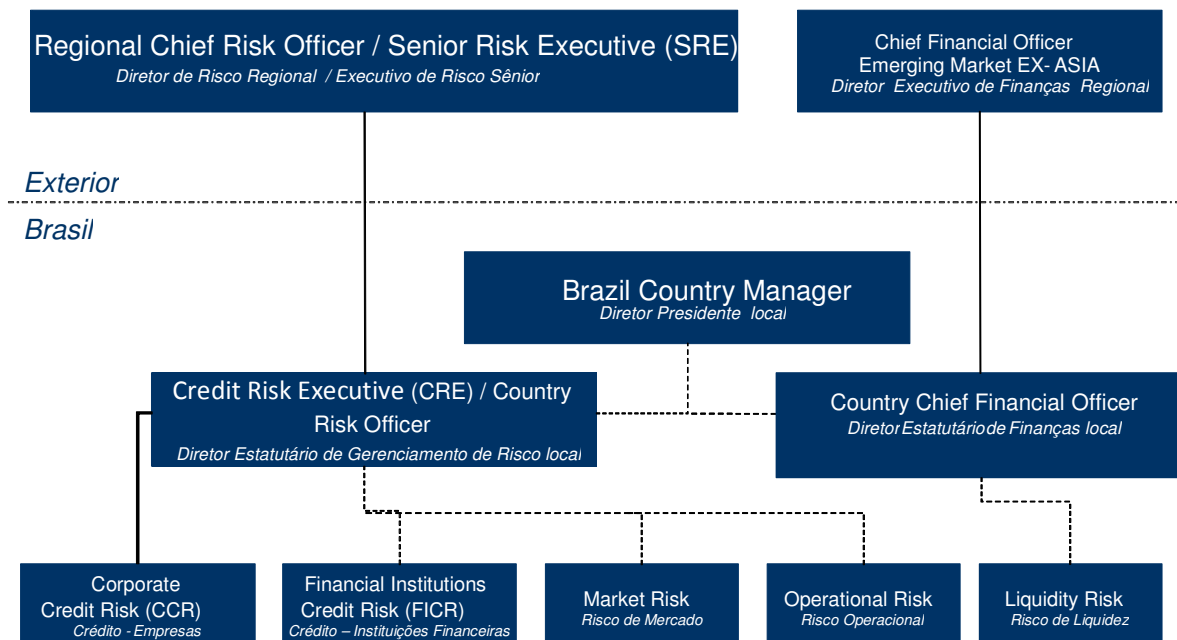 Regional Chief Risk Officer / Senior Risk Executive (SRE)
Diretor de Risco Regional / Executivo de Risco Sênior
Chief Financial Officer
Emerging Market EX- ASIA
Diretor Executivo de Finanças Regional
Exterior
Brasil
Brazil Country Manager
Diretor Presidente local
Credit Risk Executive (CRE) / Country
Risk Officer
Diretor Estatutário de Gerenciamento de Risco local
Country Chief Financial Officer
Diretor Estatutário de Finanças local
Corporate
Credit Risk (CCR)
Crédito - Empresas
Financial Institutions
Credit Risk (FICR)
Crédito – Instituições Financeiras
Market Risk
Risco de Mercado
Operational Risk
Risco Operacional
Liquidity Risk
Risco de Liquidez